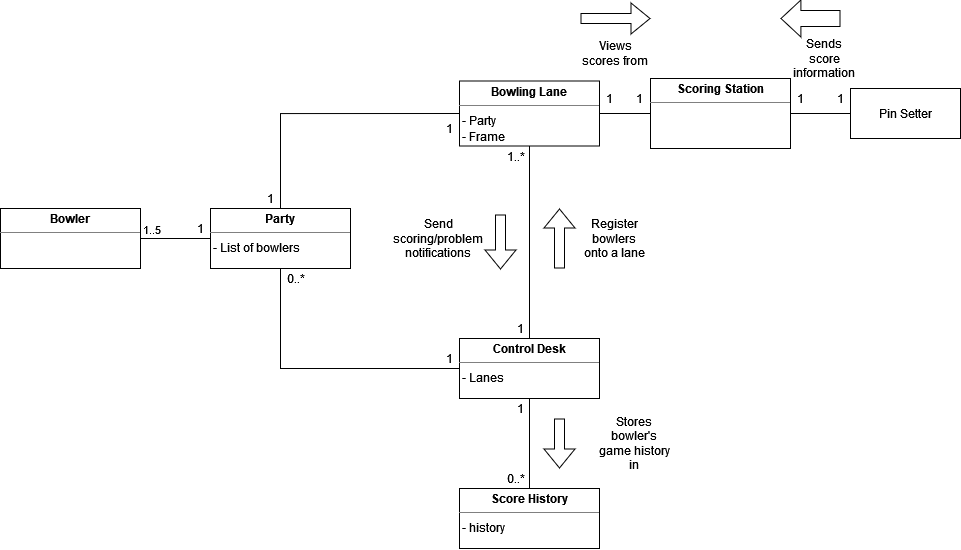 Views
scores from
Sends
score
information
Bowling Lane
- Party
- Frame
1
1
Scoring Station
1
1
Pin Setter
1
1..*
Bowler
1..5
1
1
Party
- List of bowlers
0..*
Send
scoring/problem
notifications
Register
bowlers
onto a lane
1
1
Control Desk
- Lanes
1
Stores
bowler's
game history
in
0..*
Score History
- history